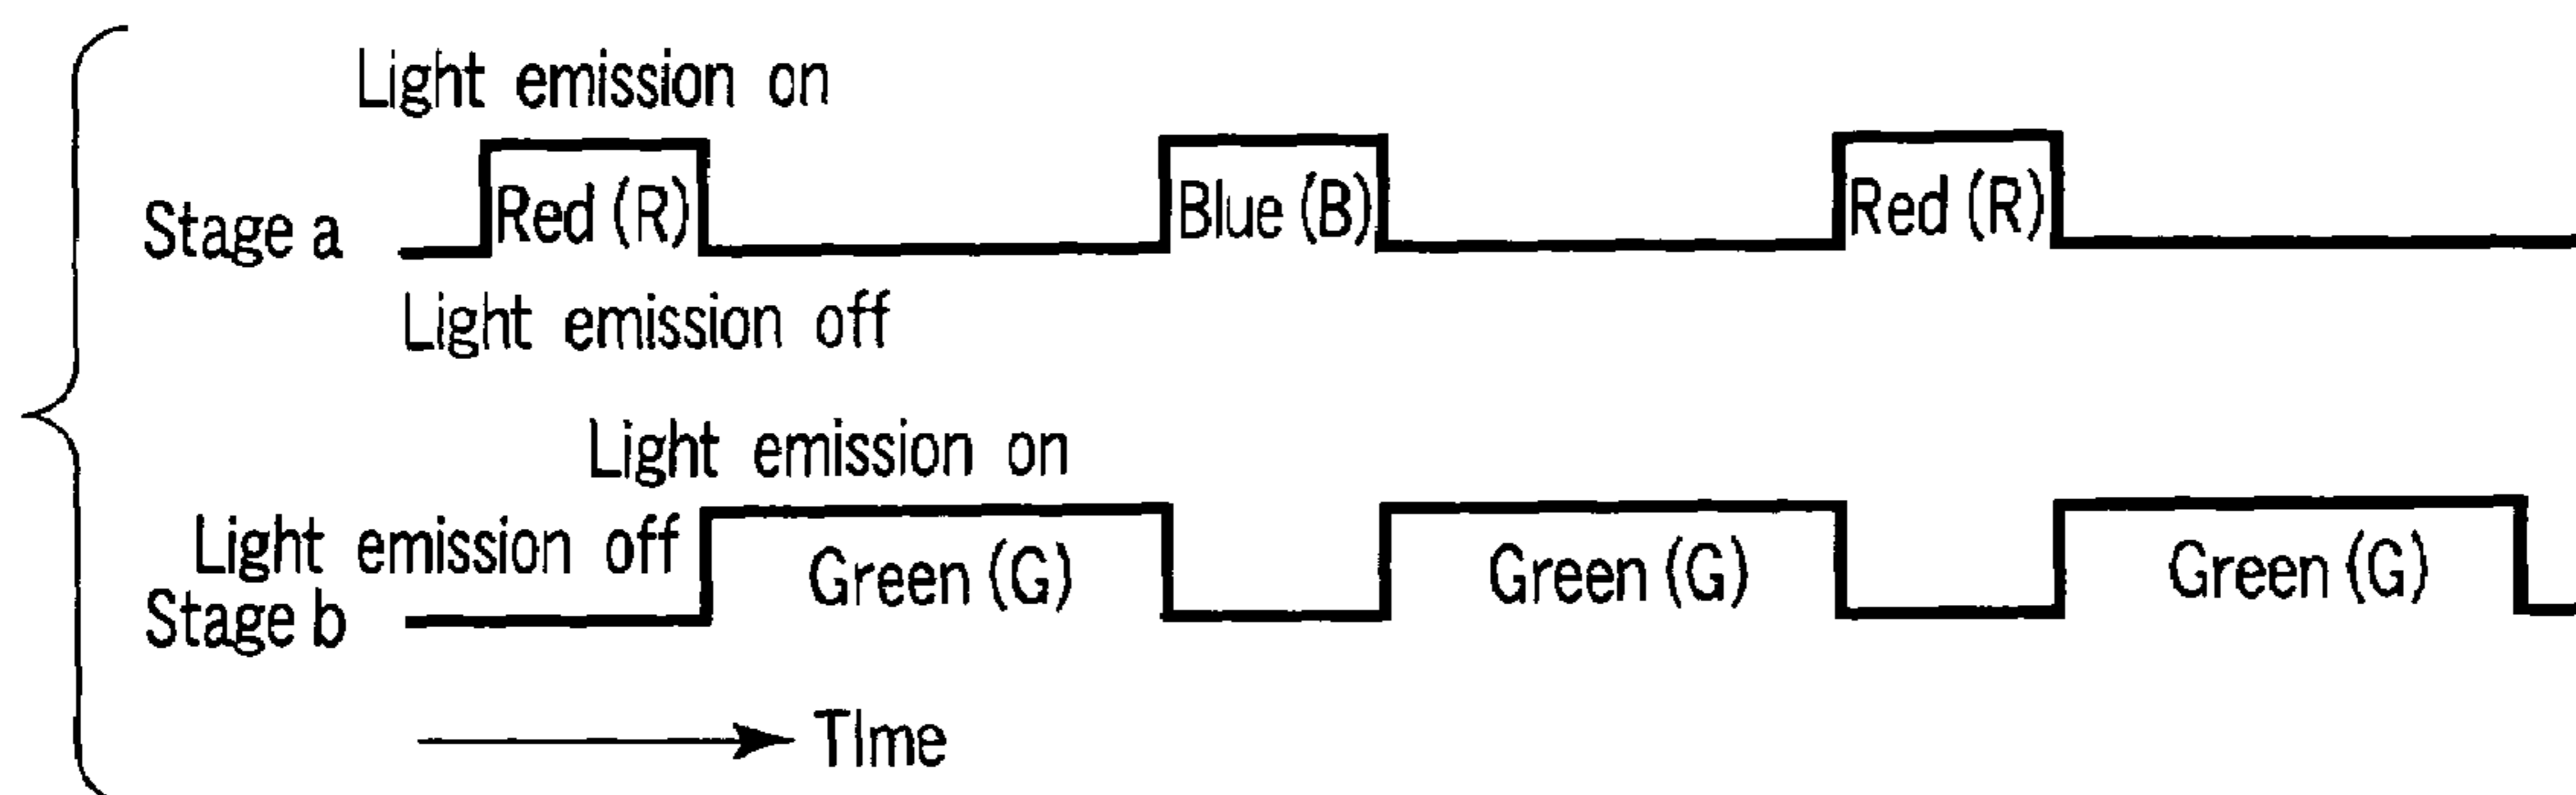 Light emission on
Stage a
Red (R)
Blue (B)
Red (R)
Light emission off
Light emission on
Light emission off
Stage b
Green (G)
Green (G)
Green (G)
TIme